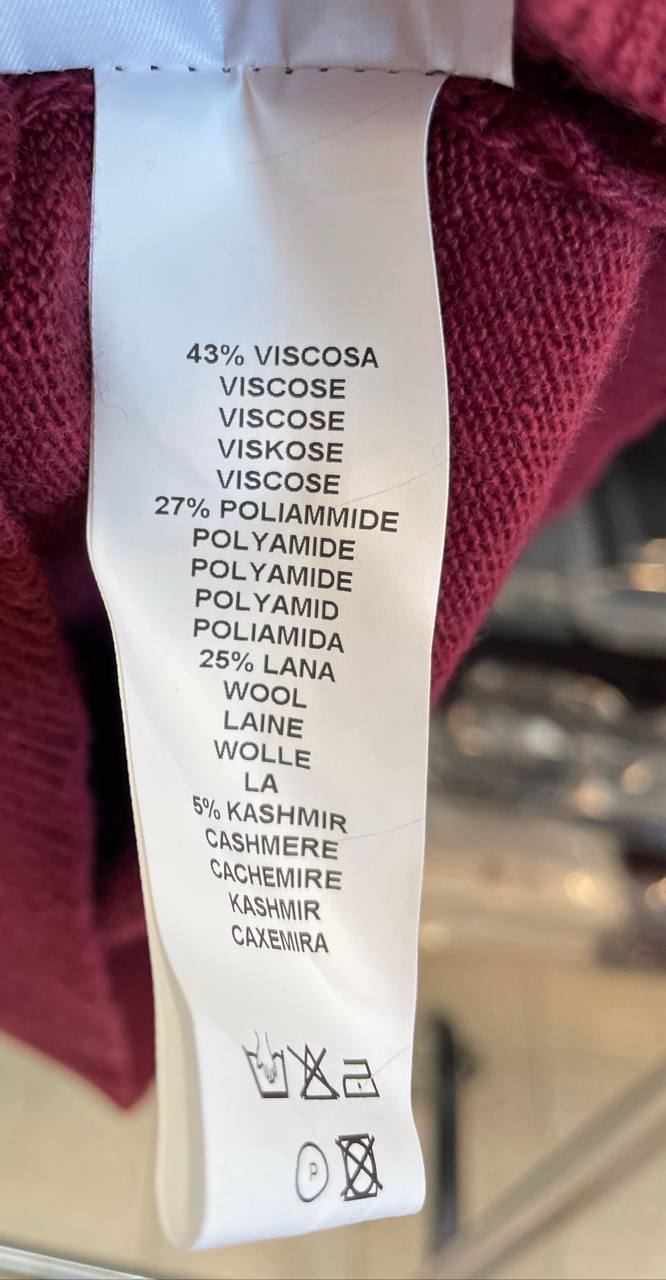 43% VISCOSA
VISCOSE
VISCOSE
VISKOSE
VISCOSE
27% POLIAMMIDE
POLYAMIDE
POLYAMIDE
POLYAMID
POLIAMIDA
25% LANA
WOOL
LAINE
WOLLE
LA
5% KASHMIR
CASHMERE
CACHEMIRE
KASHMIR
CAXEMIRA
P